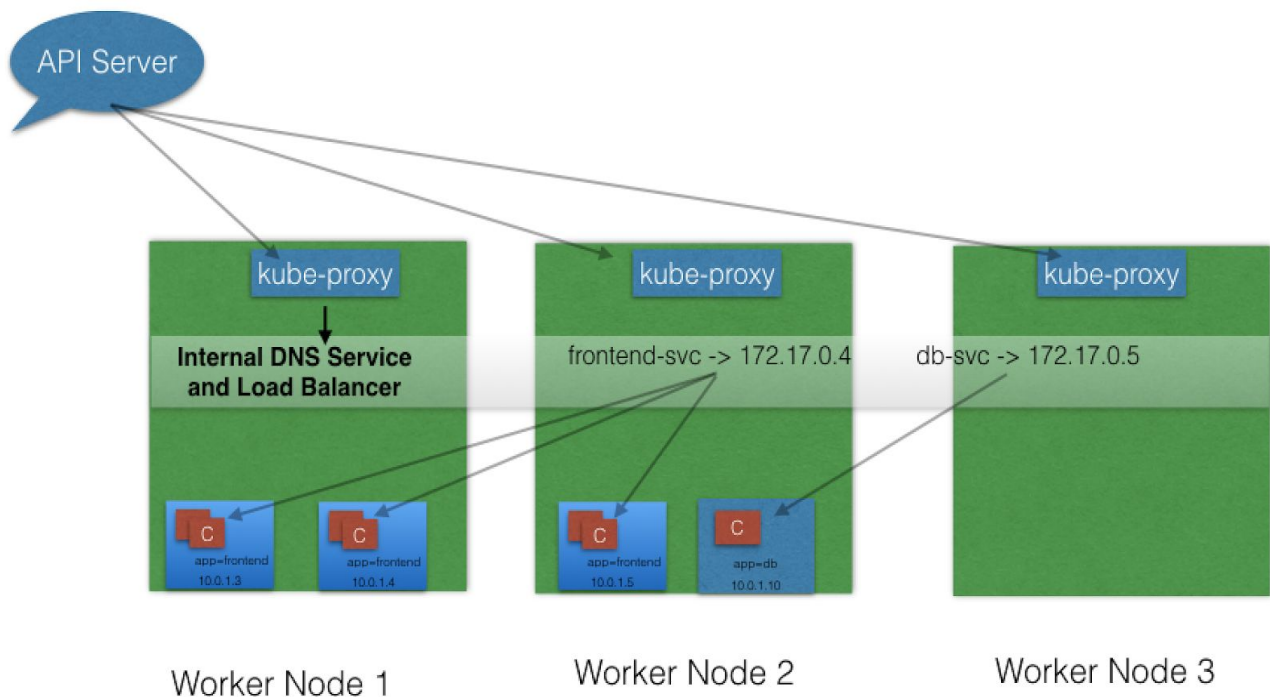 API Server
kube-proxy
kube-proxy
kube-proxy
Internal DNS Service
and Load Balancer
frontend-svc -> 172.17.0.4
db-svc -> 172.17.0.5
C
app=frontend
10.0.1.3
C
app=frontend
10.0.1.4
C
app=frontend
10.0.1.5
C
app=db
10.0.1.10
Worker Node 1
Worker Node 2
Worker Node 3